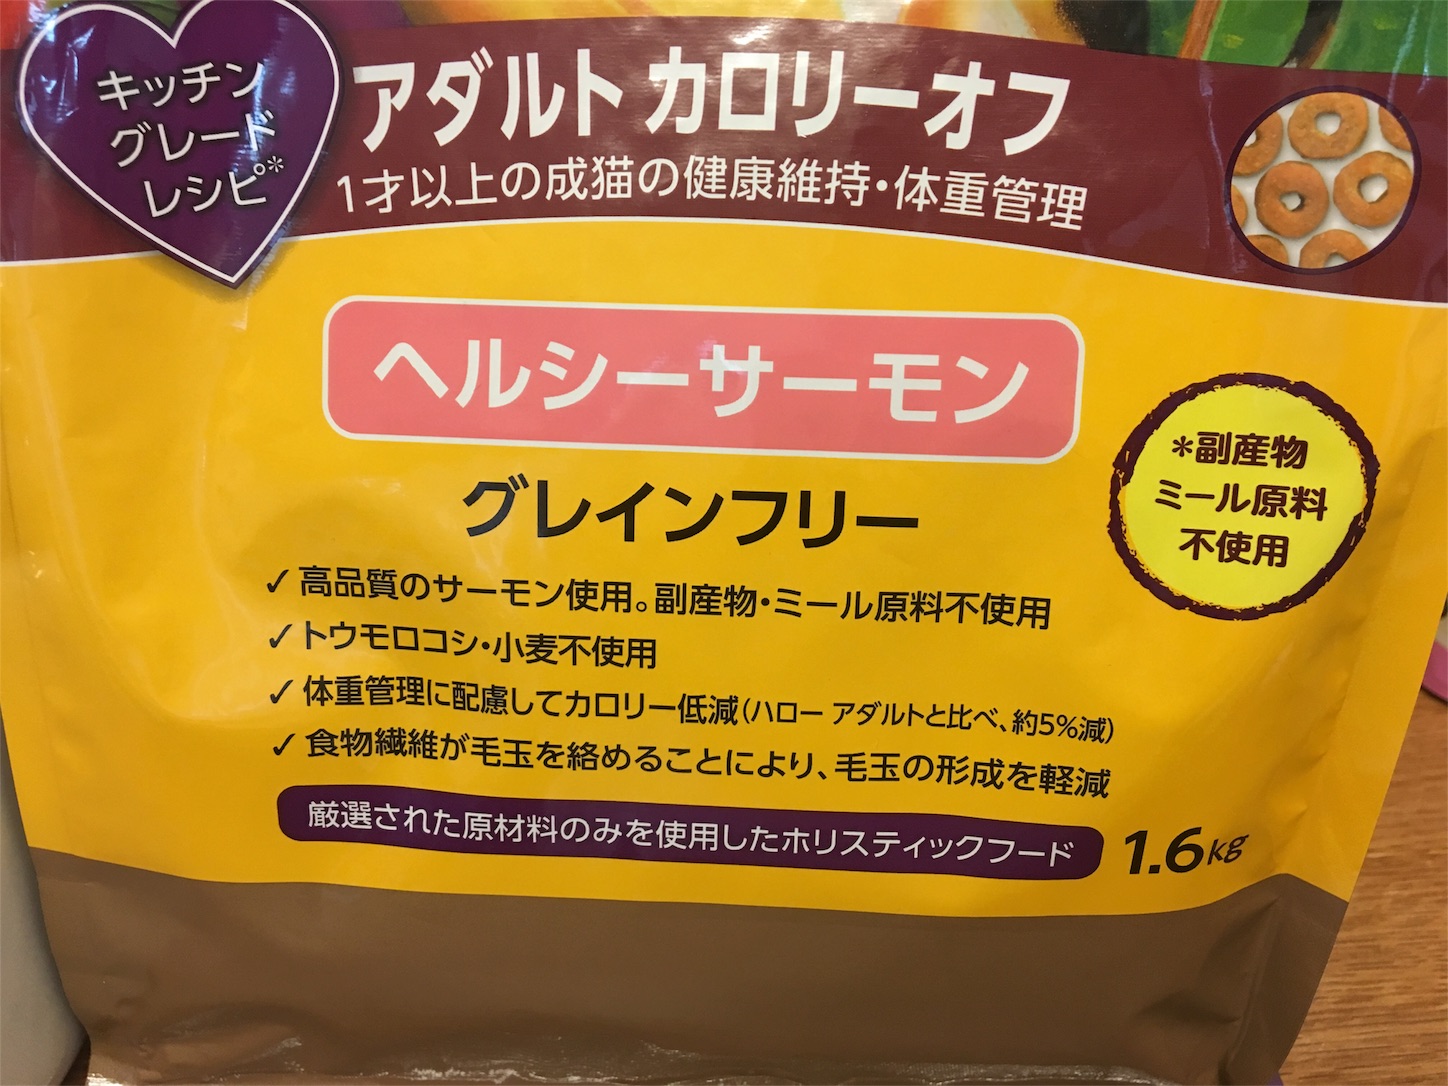 キッチン
グレード
レシピ*
アダルト カロリーオフ
1才以上の成猫の健康維持・体重管理
ヘルシーサーモン
*副産物
ミール原料
不使用
グレインフリー
✓ 高品質のサーモン使用。副産物・ミール原料不使用
✓ トウモロコシ・小麦不使用
✓ 体重管理に配慮してカロリー低減(ハロー アダルトと比べ、約5%減)
✓ 食物繊維が毛玉を絡めることにより、毛玉の形成を軽減
厳選された原材料のみを使用したホリスティックフード
1.6kg